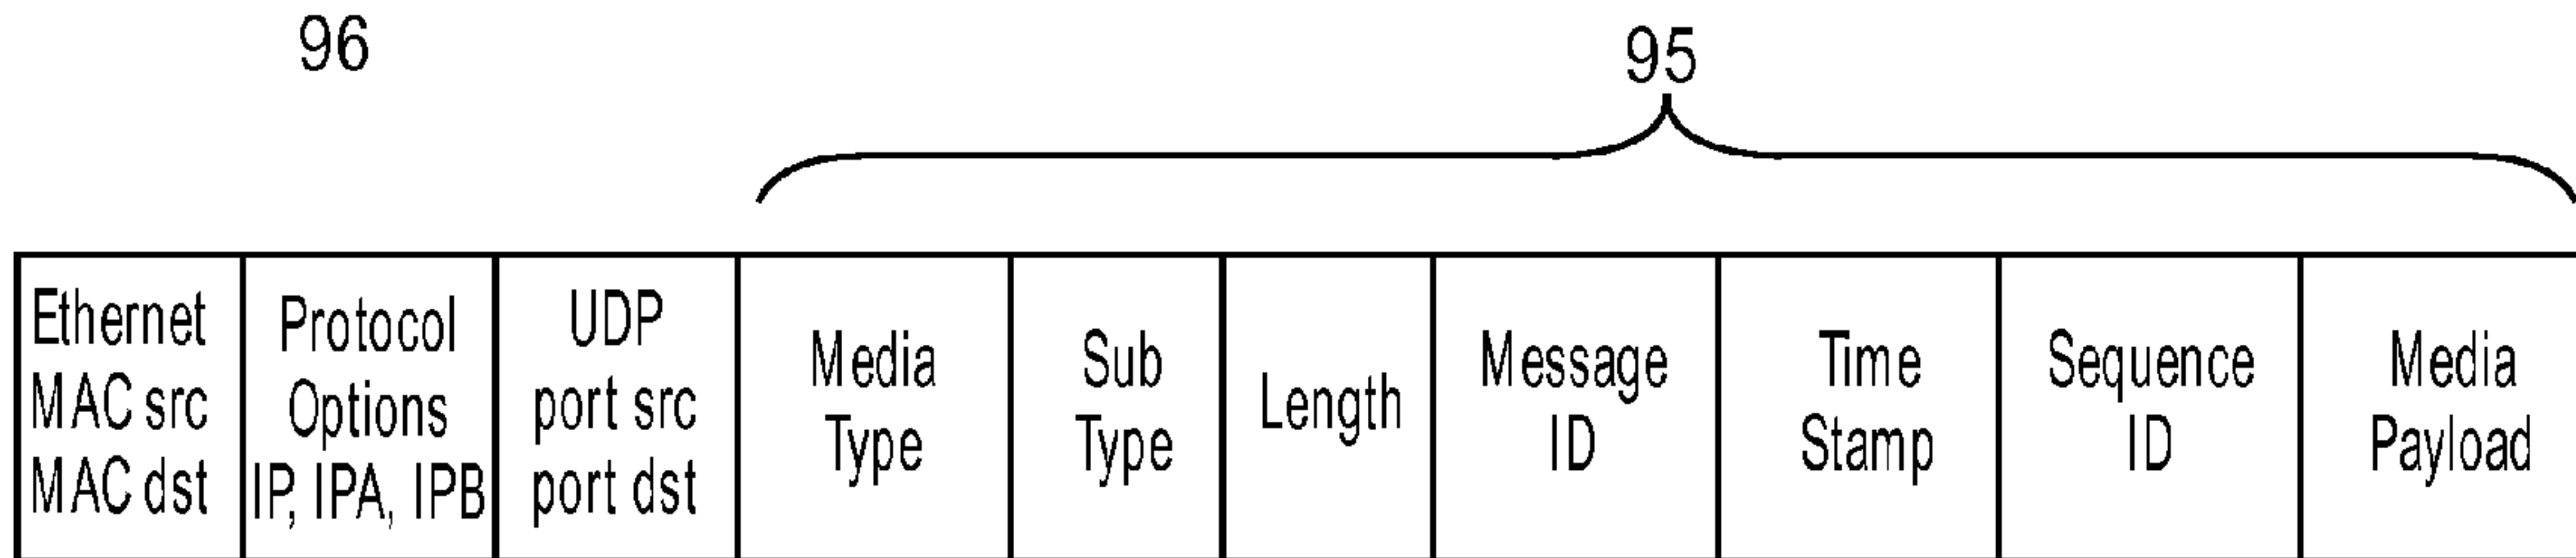 96
95
Ethernet
MAC src
MAC dst
Protocol
Options
IP, IPA, IPB
UDP
port src
port dst
Media
Type
Sub
Type
Length
Message
ID
Time
Stamp
Sequence
ID
Media
Payload